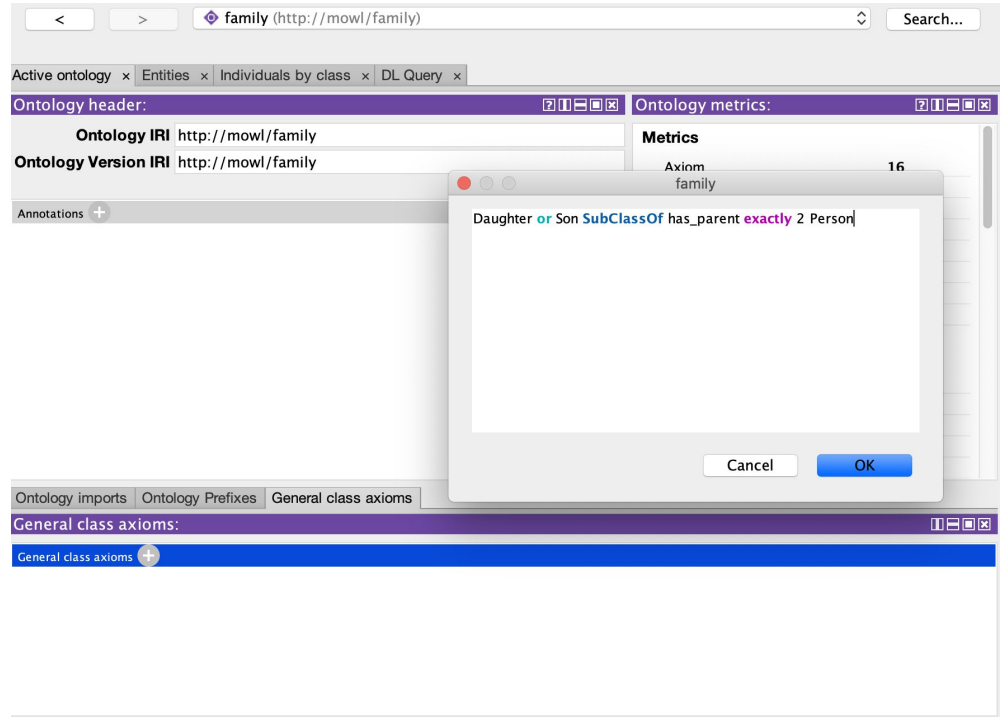 < > family (http://mowl/family) Search...
Active ontology × Entities × Individuals by class × DL Query ×
Ontology header: Ontology metrics:
Ontology IRI http://mowl/family
Metrics
Ontology Version IRI http://mowl/family
Axiom 16
family
Annotations +
Daughter or Son SubClassOf has_parent exactly 2 Person
Cancel OK
Ontology imports Ontology Prefixes General class axioms
General class axioms:
General class axioms +